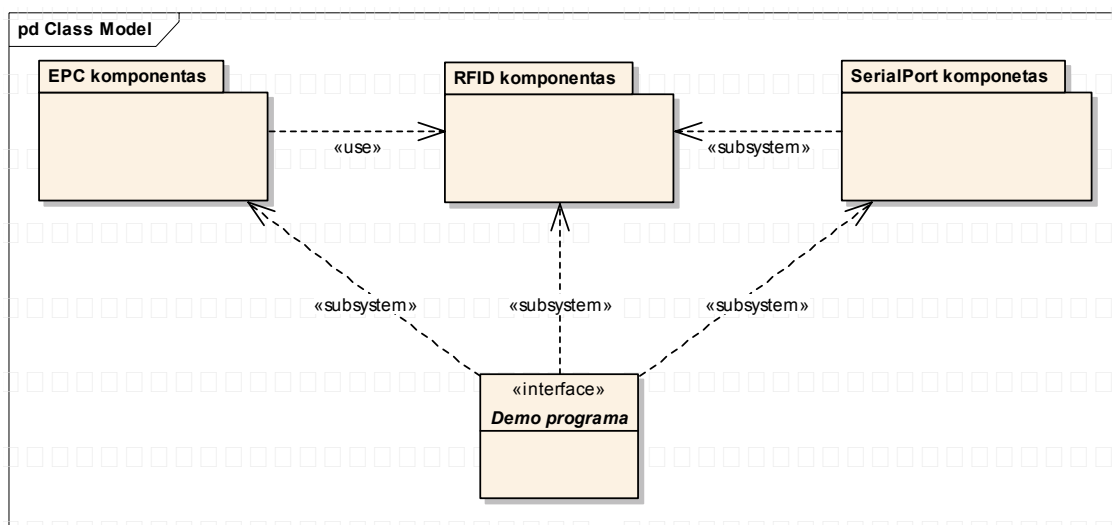 pd Class Model
EPC komponentas
RFID komponentas
SerialPort komponetas
«use»
«subsystem»
«subsystem»
«subsystem»
«subsystem»
«interface»
Demo programa